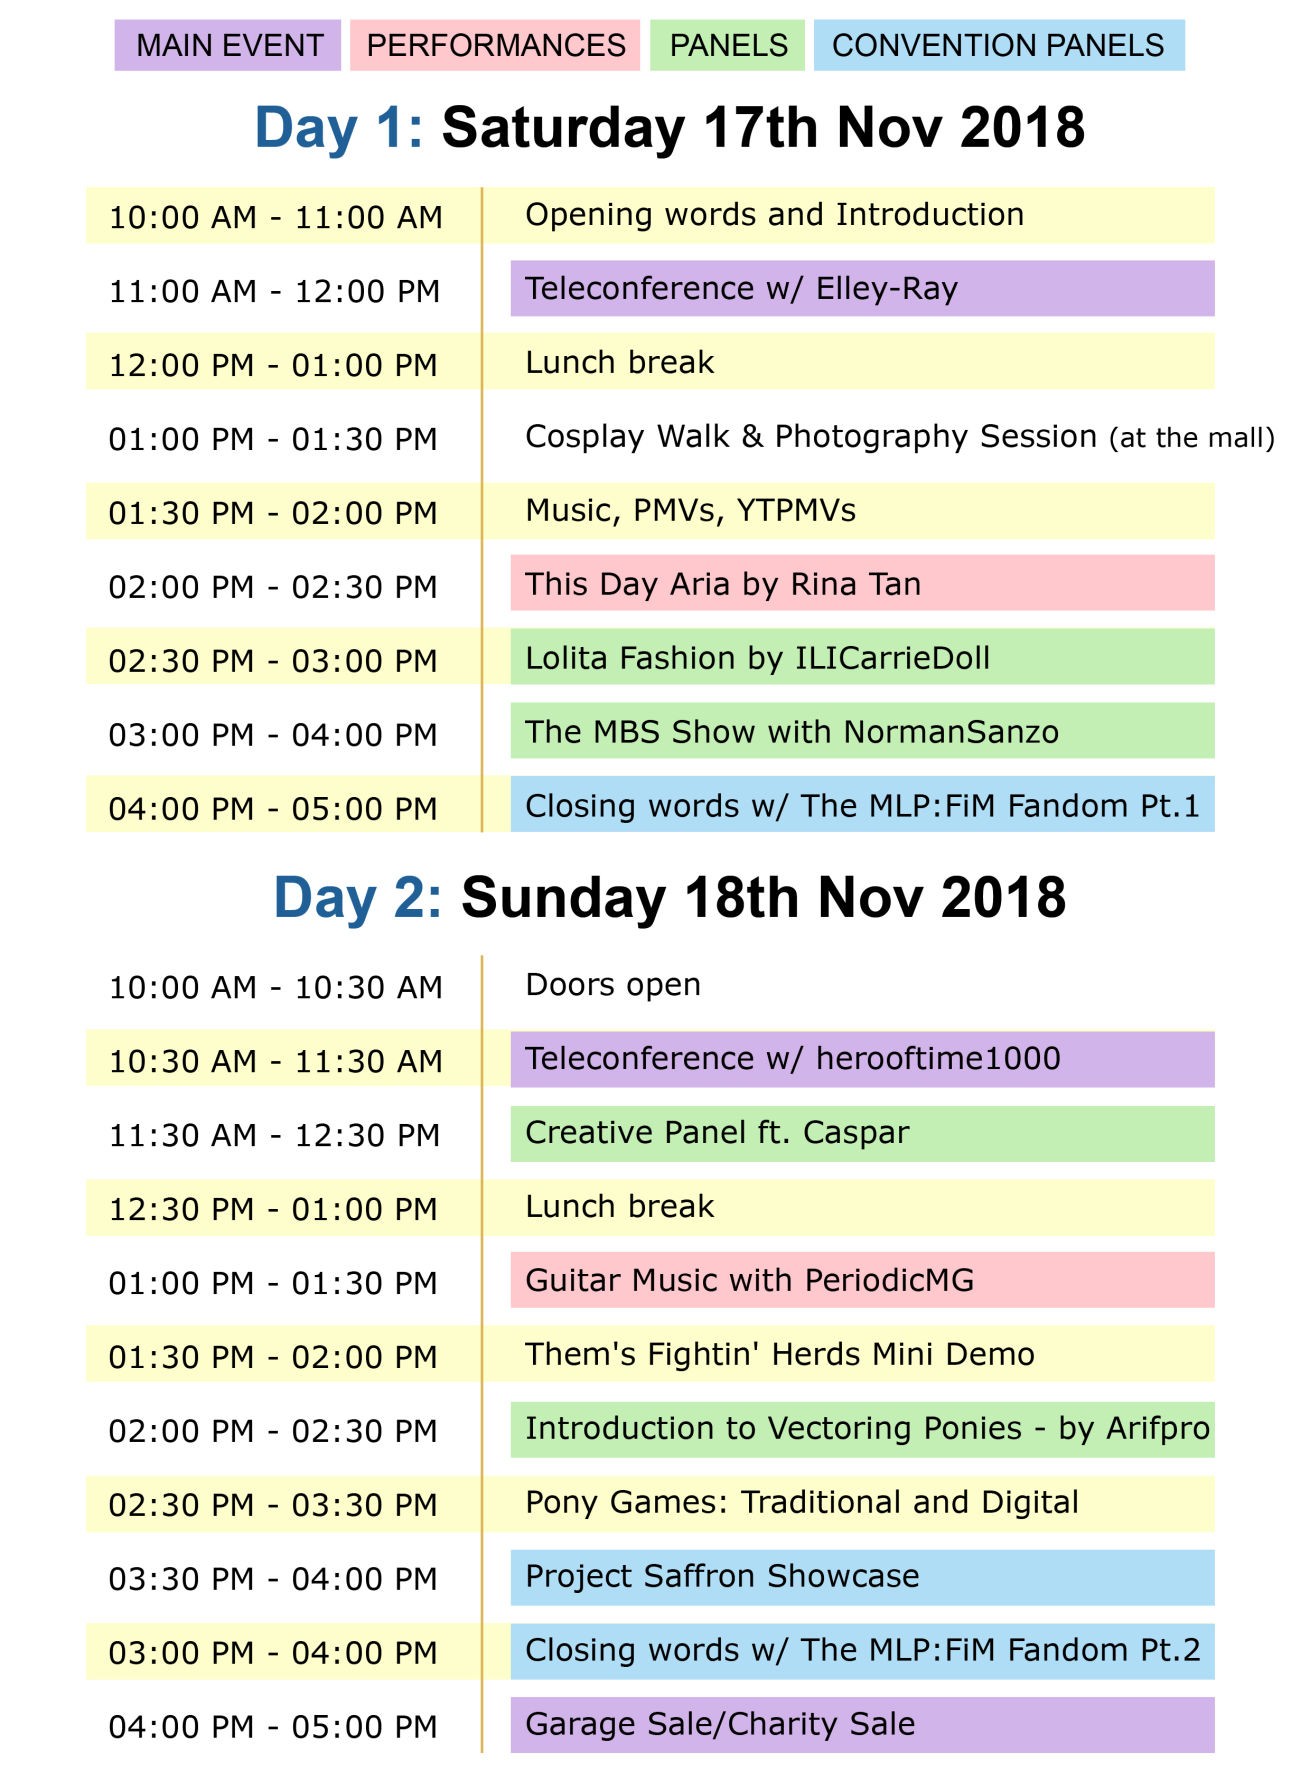 MAIN EVENT PERFORMANCES PANELS CONVENTION PANELS
Day 1: Saturday 17th Nov 2018
10:00 AM - 11:00 AM Opening words and Introduction
11:00 AM - 12:00 PM Teleconference w/ Elley-Ray
12:00 PM - 01:00 PM Lunch break
01:00 PM - 01:30 PM Cosplay Walk & Photography Session (at the mall)
01:30 PM - 02:00 PM Music, PMVs, YTPMVs
02:00 PM - 02:30 PM This Day Aria by Rina Tan
02:30 PM - 03:00 PM Lolita Fashion by ILICarrieDoll
03:00 PM - 04:00 PM The MBS Show with NormanSanzo
04:00 PM - 05:00 PM Closing words w/ The MLP:FiM Fandom Pt.1
Day 2: Sunday 18th Nov 2018
10:00 AM - 10:30 AM Doors open
10:30 AM - 11:30 AM Teleconference w/ herooftime1000
11:30 AM - 12:30 PM Creative Panel ft. Caspar
12:30 PM - 01:00 PM Lunch break
01:00 PM - 01:30 PM Guitar Music with PeriodicMG
01:30 PM - 02:00 PM Them's Fightin' Herds Mini Demo
02:00 PM - 02:30 PM Introduction to Vectoring Ponies - by Arifpro
02:30 PM - 03:30 PM Pony Games: Traditional and Digital
03:30 PM - 04:00 PM Project Saffron Showcase
03:00 PM - 04:00 PM Closing words w/ The MLP:FiM Fandom Pt.2
04:00 PM - 05:00 PM Garage Sale/Charity Sale